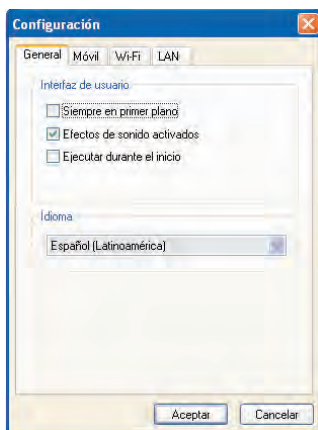 Configuración
General Móvil Wi-Fi LAN
Interfaz de usuario
Siempre en primer plano
Efectos de sonido activados
Ejecutar durante el inicio
Idioma
Español (Latinoamérica)
Aceptar Cancelar